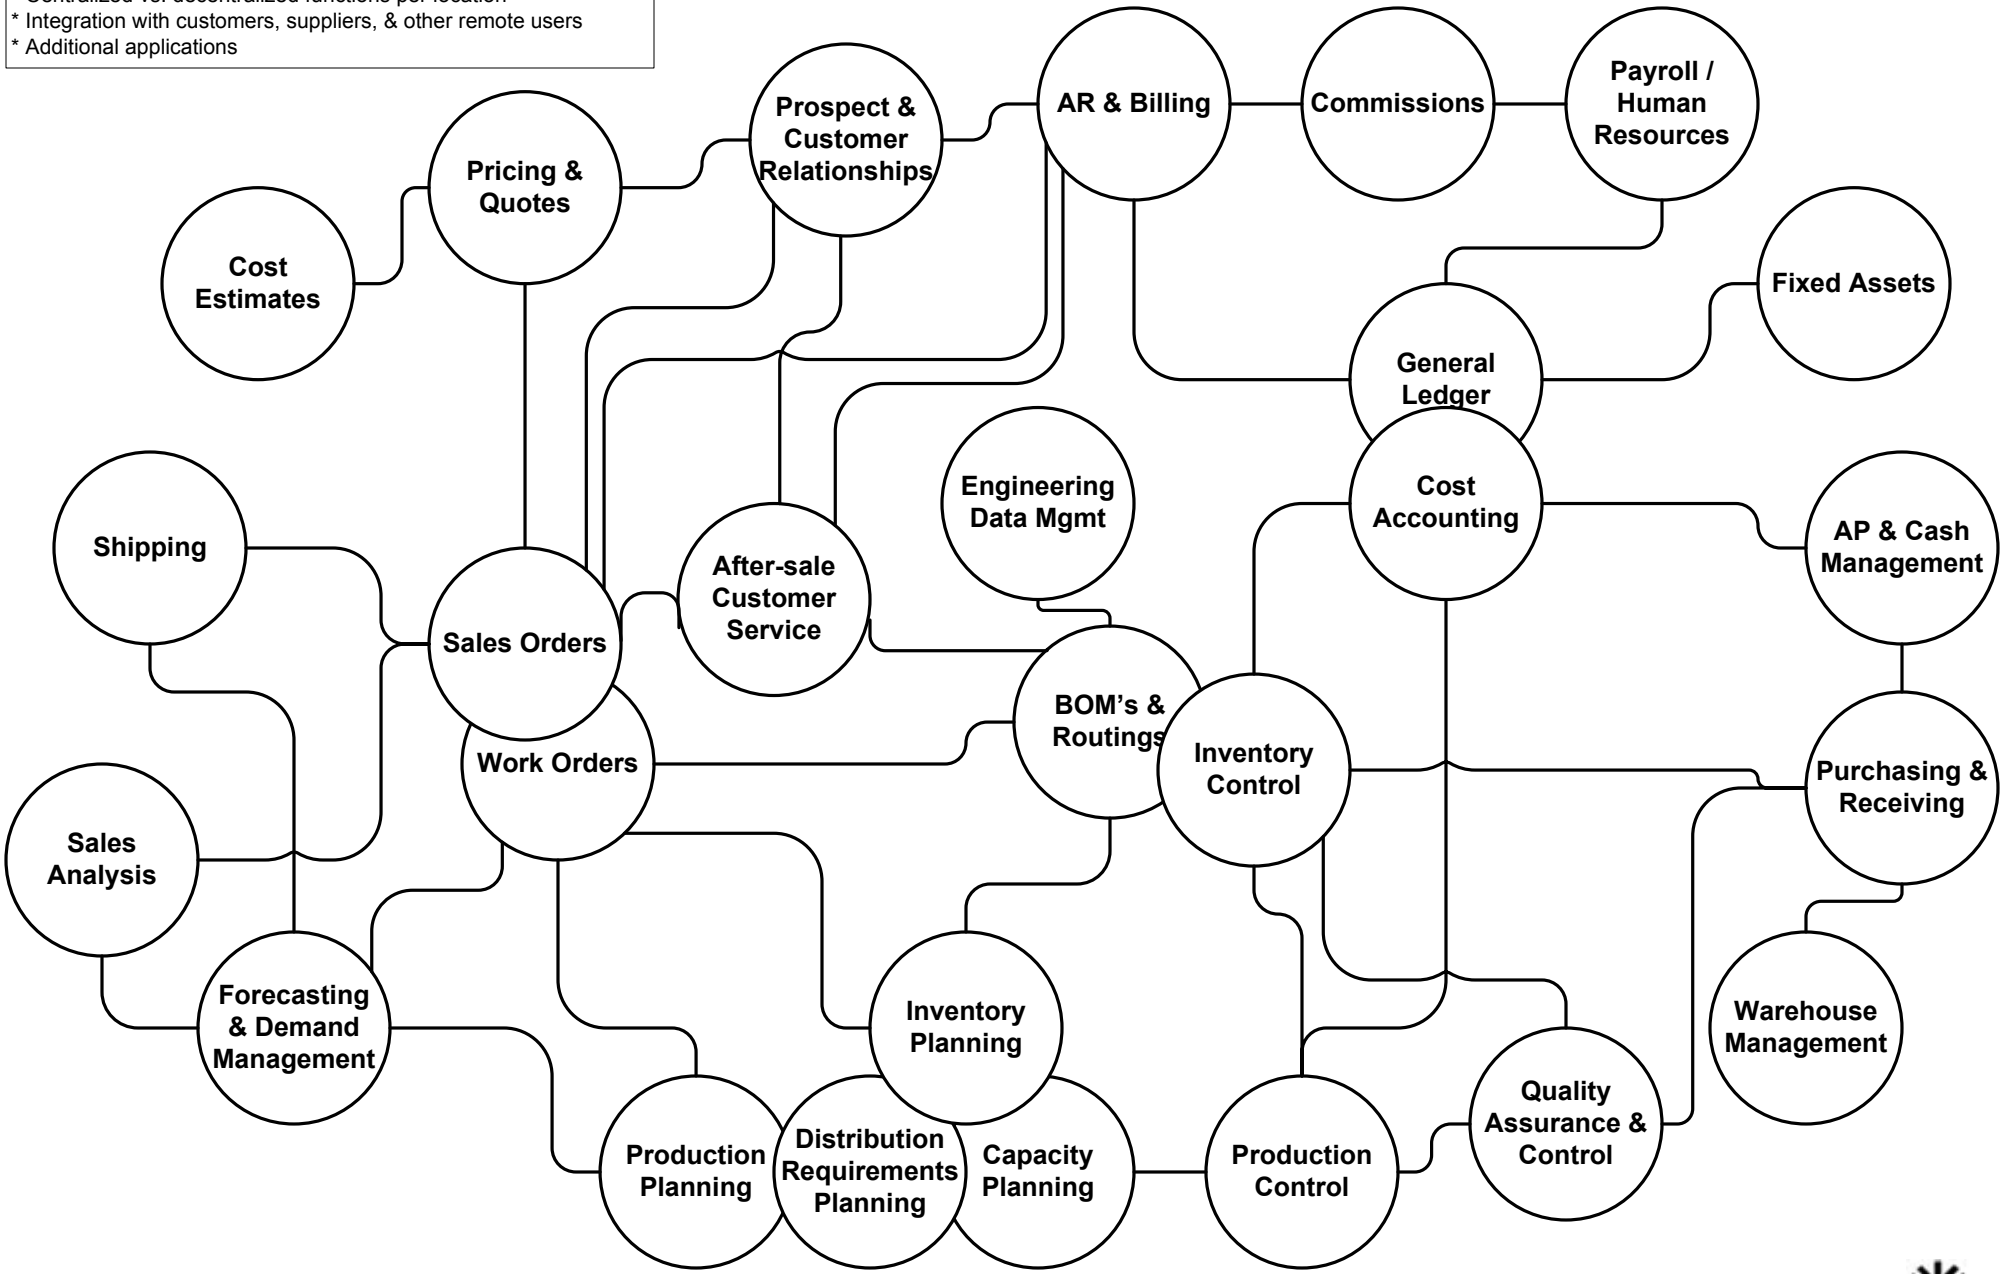 * Integration with customers, suppliers, & other remote users
* Additional applications
Prospect &
Customer
Relationships
AR & Billing
Commissions
Payroll /
Human
Resources
Pricing &
Quotes
Cost
Estimates
Fixed Assets
General
Ledger
Engineering
Data Mgmt
Cost
Accounting
Shipping
AP & Cash
Management
After-sale
Customer
Service
Sales Orders
BOM's &
Routings
Work Orders
Inventory
Control
Purchasing &
Receiving
Sales
Analysis
Forecasting
& Demand
Management
Inventory
Planning
Warehouse
Management
Production
Planning
Distribution
Requirements
Planning
Capacity
Planning
Production
Control
Quality
Assurance &
Control